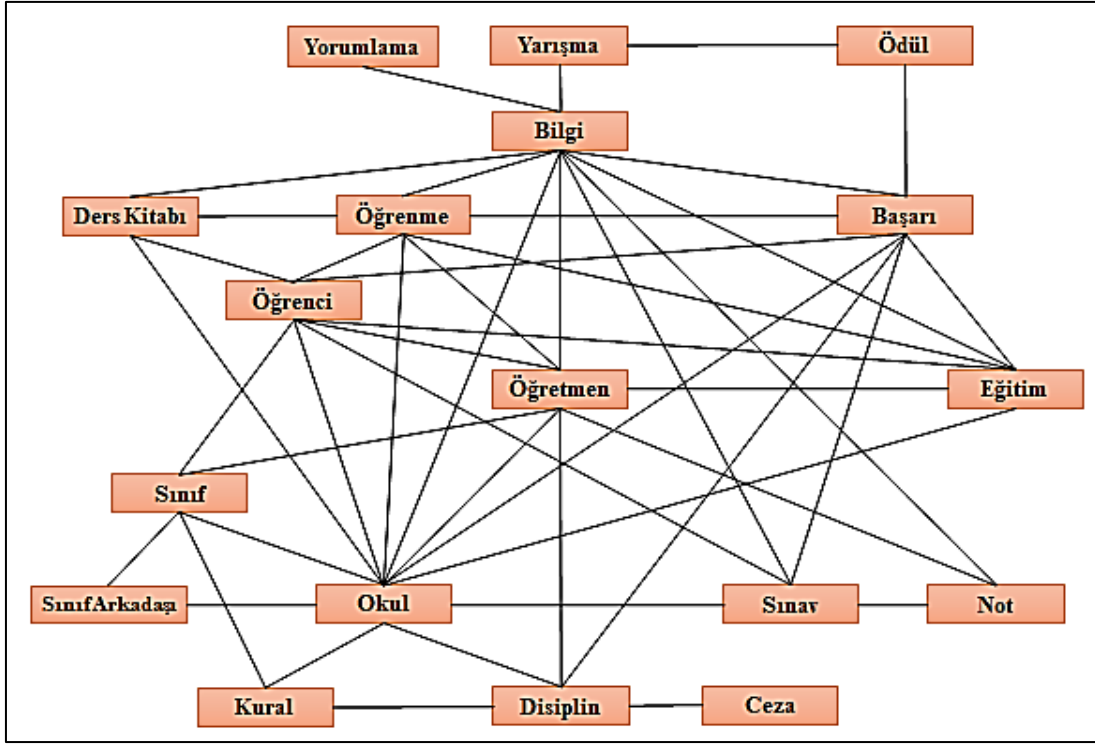 Yorumlama
Yarışma
Ödül
Bilgi
Ders Kitabı
Öğrenme
Başarı
Öğrenci
Öğretmen
Eğitim
Sınıf
Sınıf Arkadaşı
Okul
Sınav
Not
Kural
Disiplin
Ceza